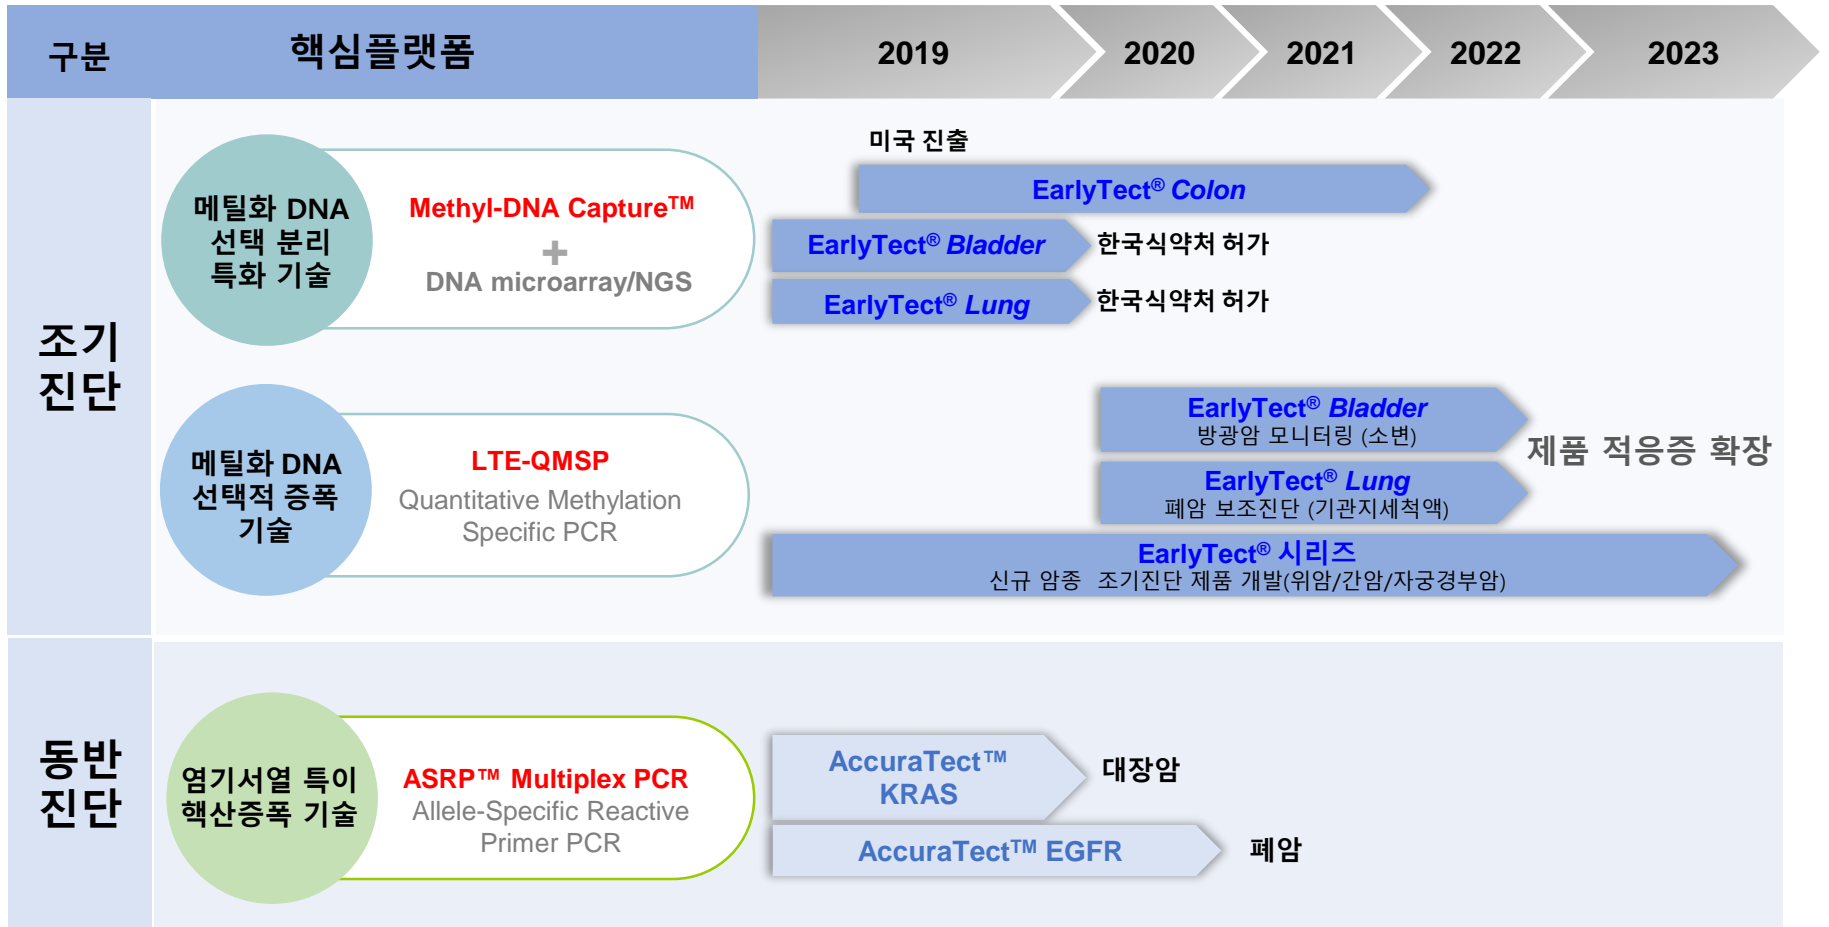 구분
핵심플랫폼
2019
2020
2021
2022
2023
조기
진단
메틸화 DNA
선택 분리
특화 기술
Methyl-DNA Capture™
+
DNA microarray/NGS
미국 진출
EarlyTect® Colon
EarlyTect® Bladder
한국식약처 허가
EarlyTect® Lung
한국식약처 허가
메틸화 DNA
선택적 증폭
기술
LTE-QMSP
Quantitative Methylation
Specific PCR
EarlyTect® Bladder
방광암 모니터링 (소변)
EarlyTect® Lung
폐암 보조진단 (기관지세척액)
제품 적응증 확장
EarlyTect® 시리즈
신규 암종 조기진단 제품 개발(위암/간암/자궁경부암)
동반
진단
염기서열 특이
핵산증폭 기술
ASRP™ Multiplex PCR
Allele-Specific Reactive
Primer PCR
AccuraTect™
KRAS
대장암
AccuraTect™ EGFR
폐암